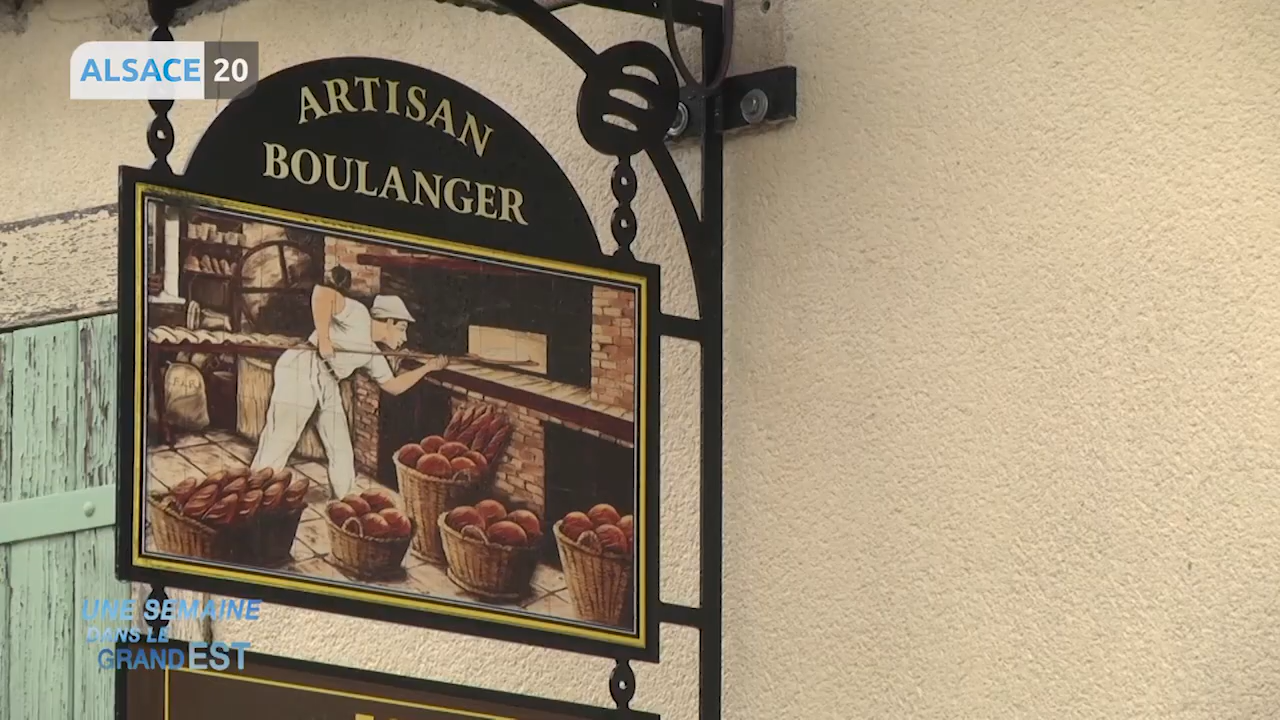 ALSACE 20
ARTISAN
BOULANGER
UNE SEMAINE
DANS LE
GRAND EST